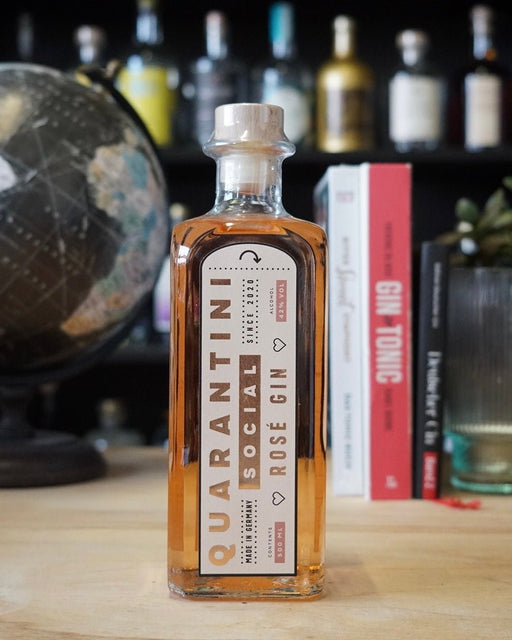 QUARANTINI
SOCIAL
SINCE 2020
MADE IN GERMANY
ROSÉ GIN
ALCOHOL
42% VOL
CONTENTS
500 ML
GIN TONIC